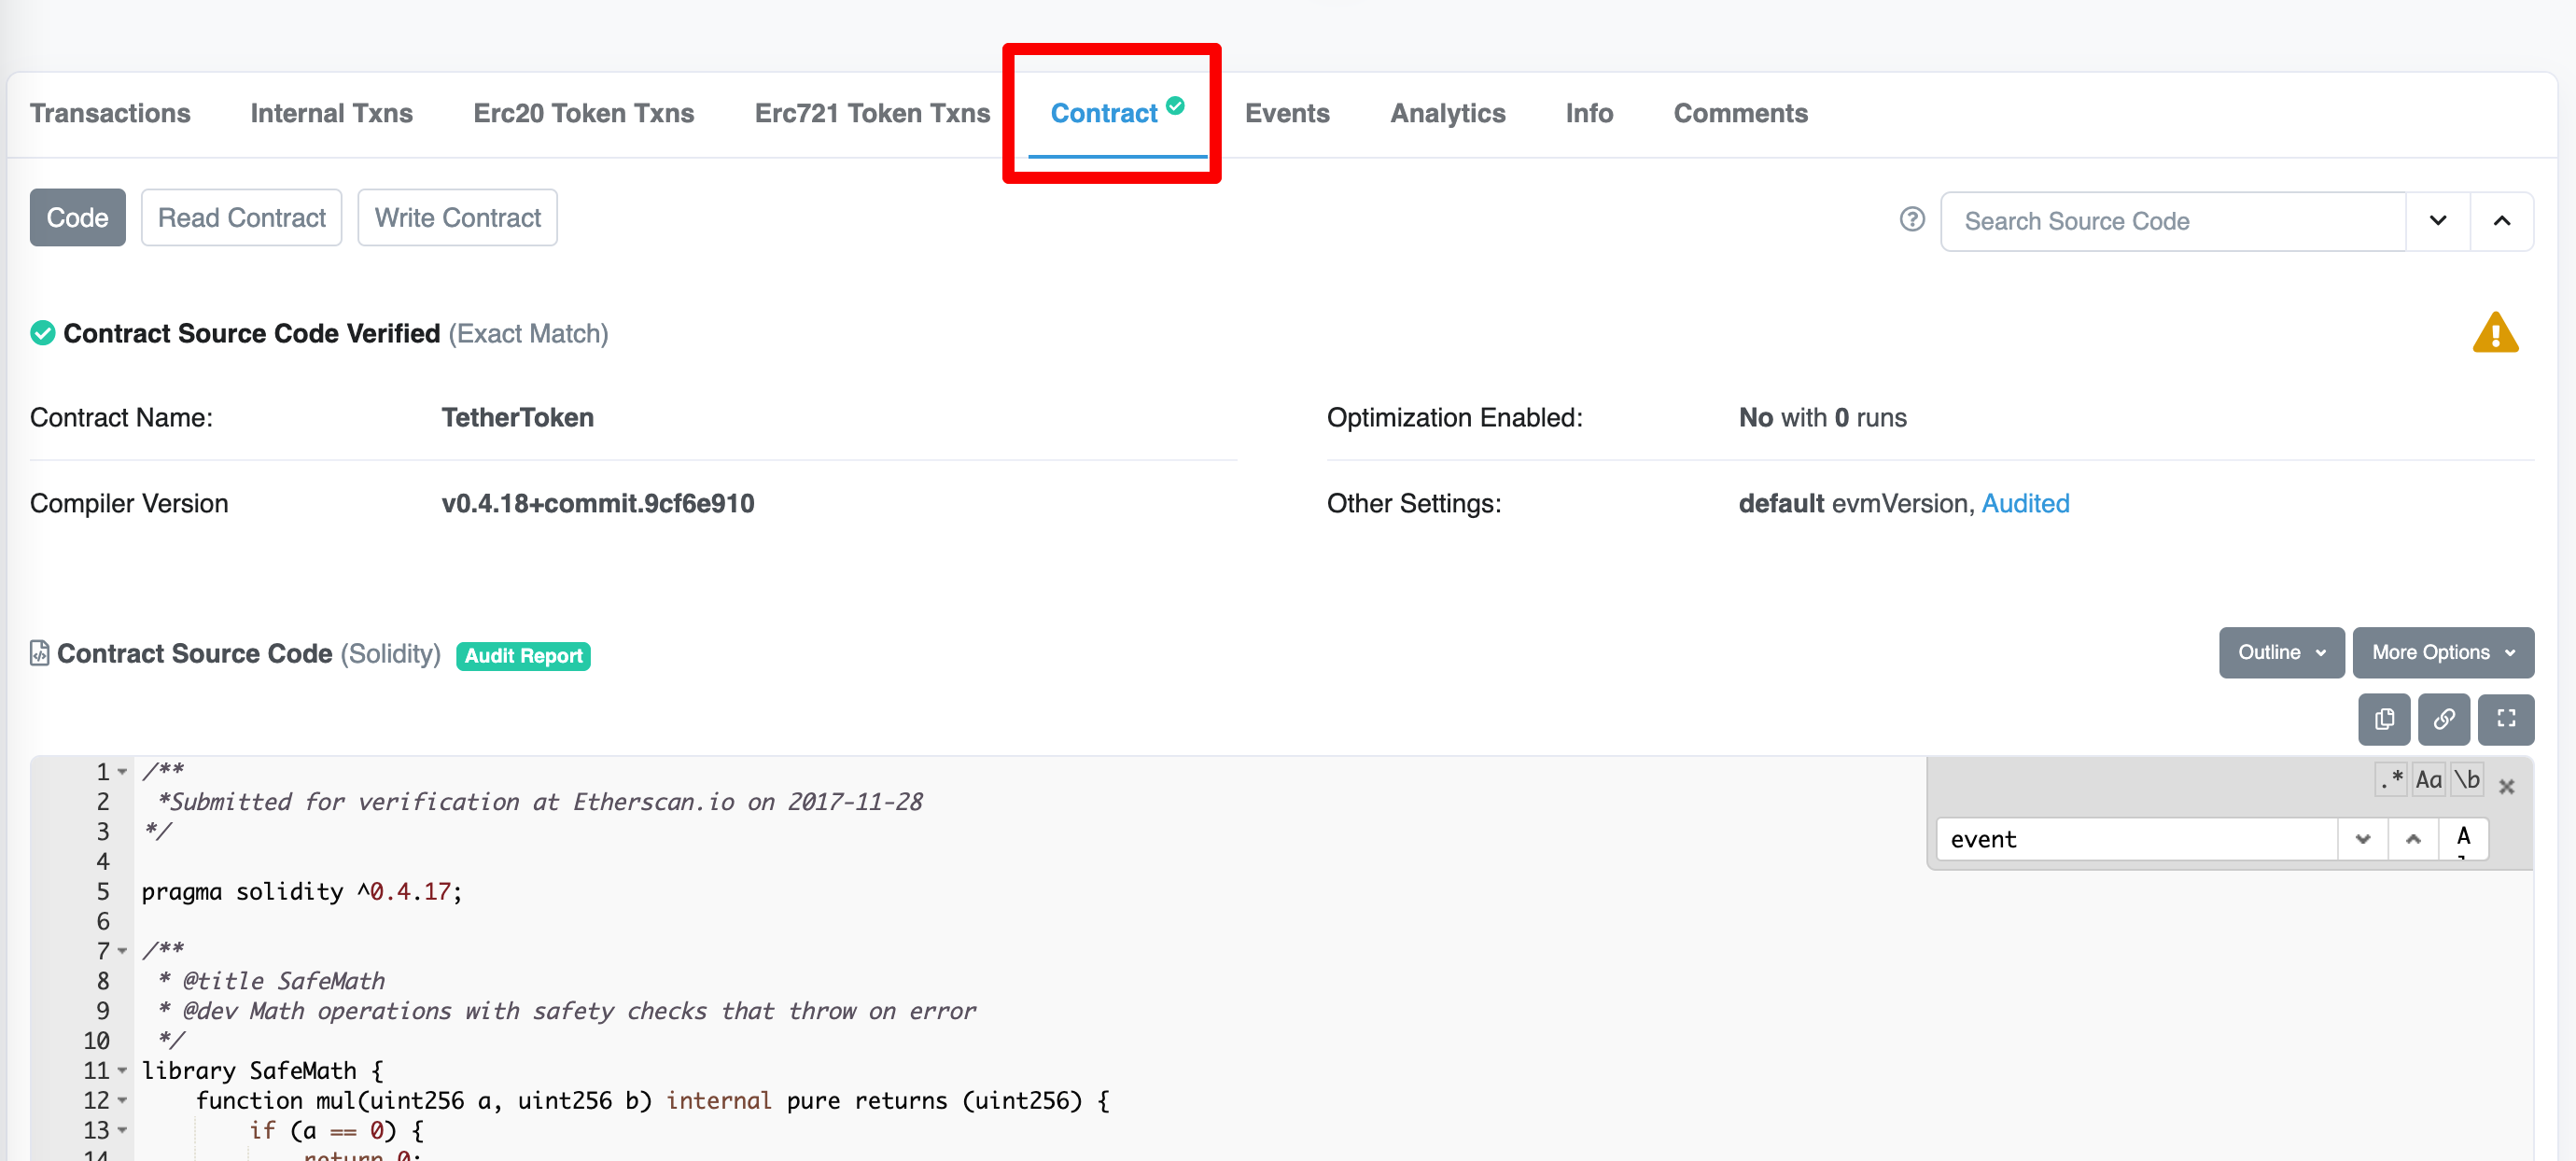 Transactions Internal Txns Erc20 Token Txns Erc721 Token Txns Contract Events Analytics Info Comments
Code Read Contract Write Contract Search Source Code
Contract Source Code Verified (Exact Match)
Contract Name: TetherToken Optimization Enabled: No with 0 runs
Compiler Version v0.4.18+commit.9cf6e910 Other Settings: default evmVersion, Audited
Contract Source Code (Solidity) Audit Report Outline More Options
.* Aa \b
event A
1 /**
2 *Submitted for verification at Etherscan.io on 2017-11-28
3 */
4
5 pragma solidity ^0.4.17;
6
7 /**
8 * @title SafeMath
9 * @dev Math operations with safety checks that throw on error
10 */
11 library SafeMath {
12 function mul(uint256 a, uint256 b) internal pure returns (uint256) {
13 if (a == 0) {
14 return 0;